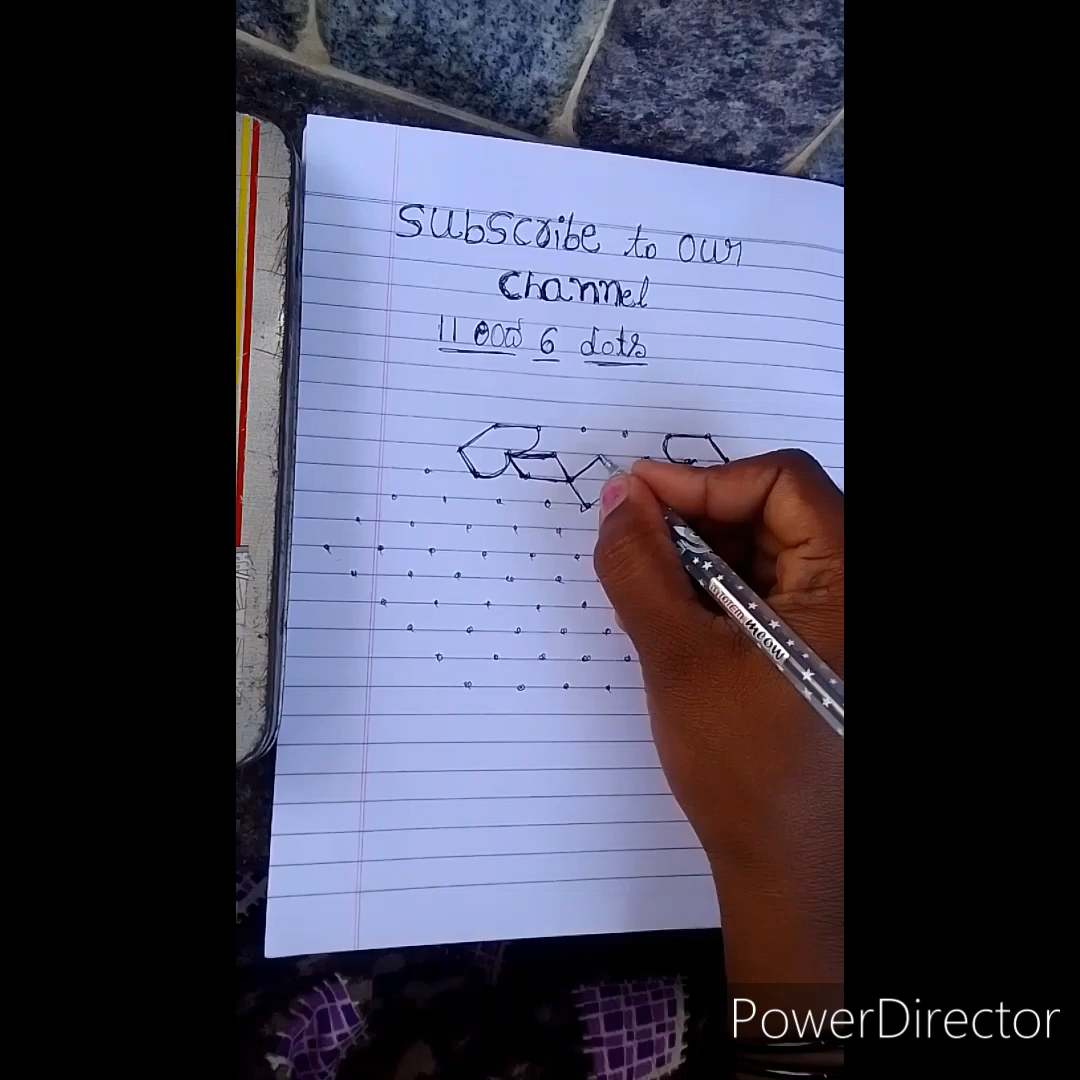 Subscribe to our
channel
11 ರಿಂದ 6 dots
meow
PowerDirector